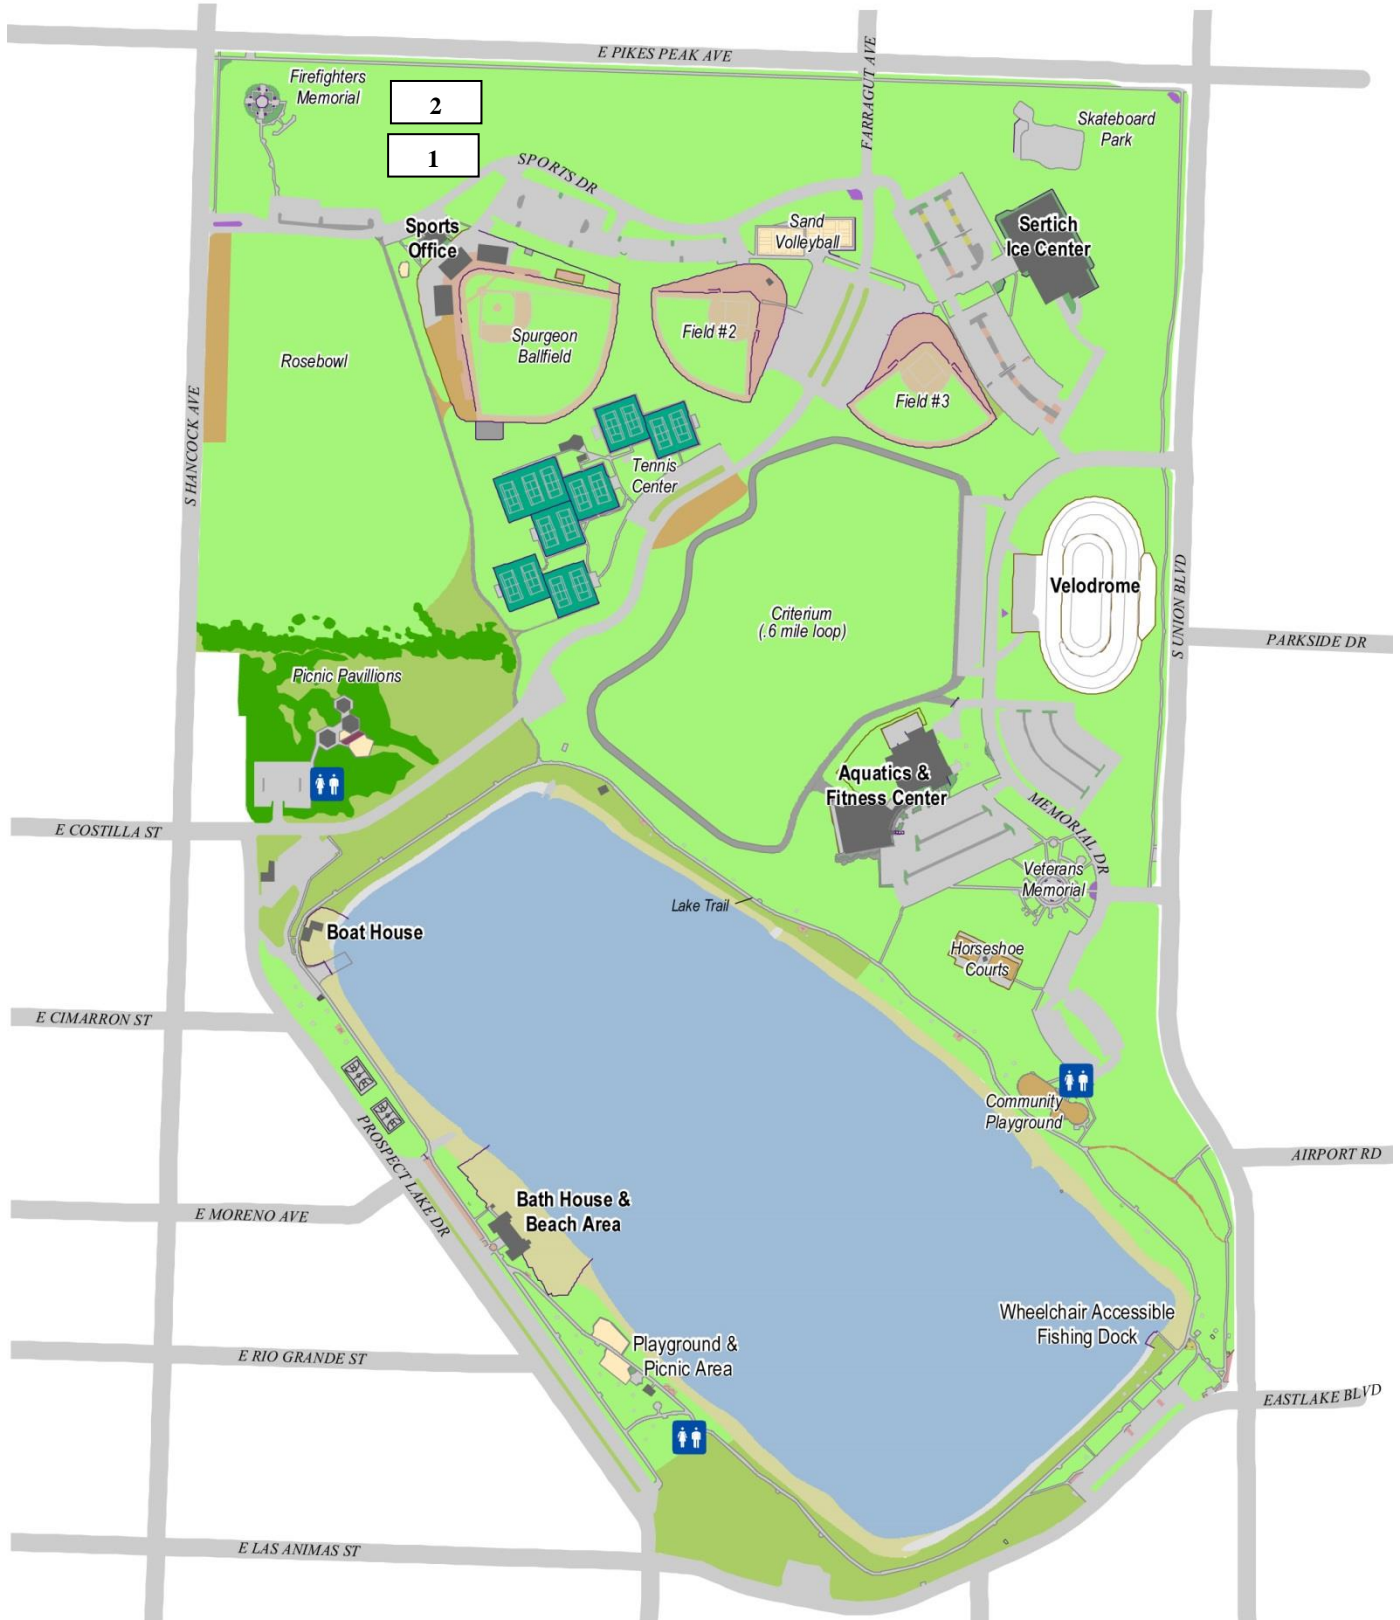 E PIKES PEAK AVE
FARRAGUT AVE
Firefighters
Memorial
2
1
Skateboard
Park
SPORTS DR
Sports
Office
Sand
Volleyball
Sertich
Ice Center
Rosebowl
Spurgeon
Ballfield
Field #2
Field #3
S HANCOCK AVE
Tennis
Center
Velodrome
S UNION BLVD
Criterium
(.6 mile loop)
PARKSIDE DR
Picnic Pavillions
Aquatics &
Fitness Center
MEMORIAL DR
E COSTILLA ST
Veterans
Memorial
Lake Trail
Boat House
Horseshoe
Courts
E CIMARRON ST
Community
Playground
PROSPECT LAKE DR
AIRPORT RD
E MORENO AVE
Bath House &
Beach Area
Wheelchair Accessible
Fishing Dock
Playground &
Picnic Area
E RIO GRANDE ST
EASTLAKE BLVD
E LAS ANIMAS ST